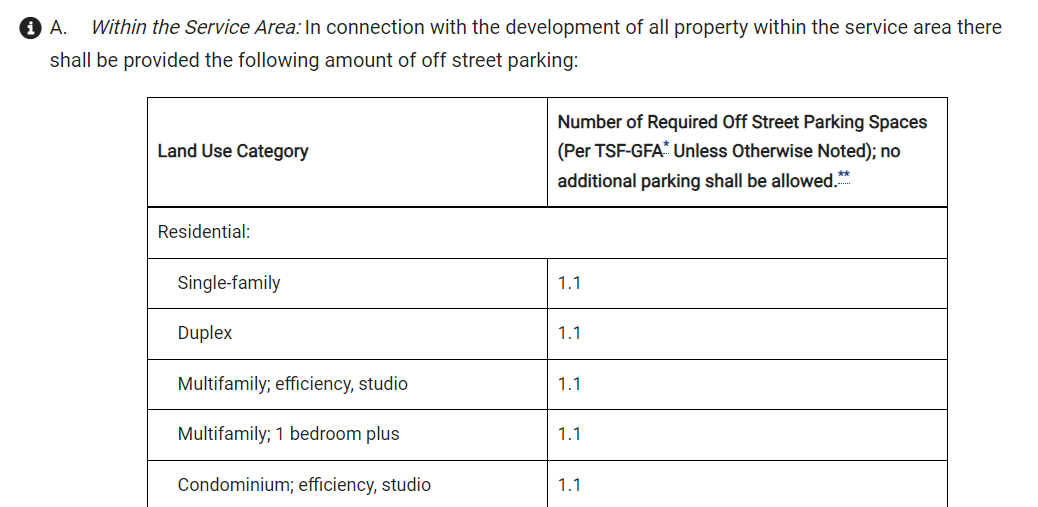 A. Within the Service Area: In connection with the development of all property within the service area there
shall be provided the following amount of off street parking:
Land Use Category
Number of Required Off Street Parking Spaces
(Per TSF-GFA* Unless Otherwise Noted); no
additional parking shall be allowed.**
Residential:
Single-family
1.1
Duplex
1.1
Multifamily; efficiency, studio
1.1
Multifamily; 1 bedroom plus
1.1
Condominium; efficiency, studio
1.1